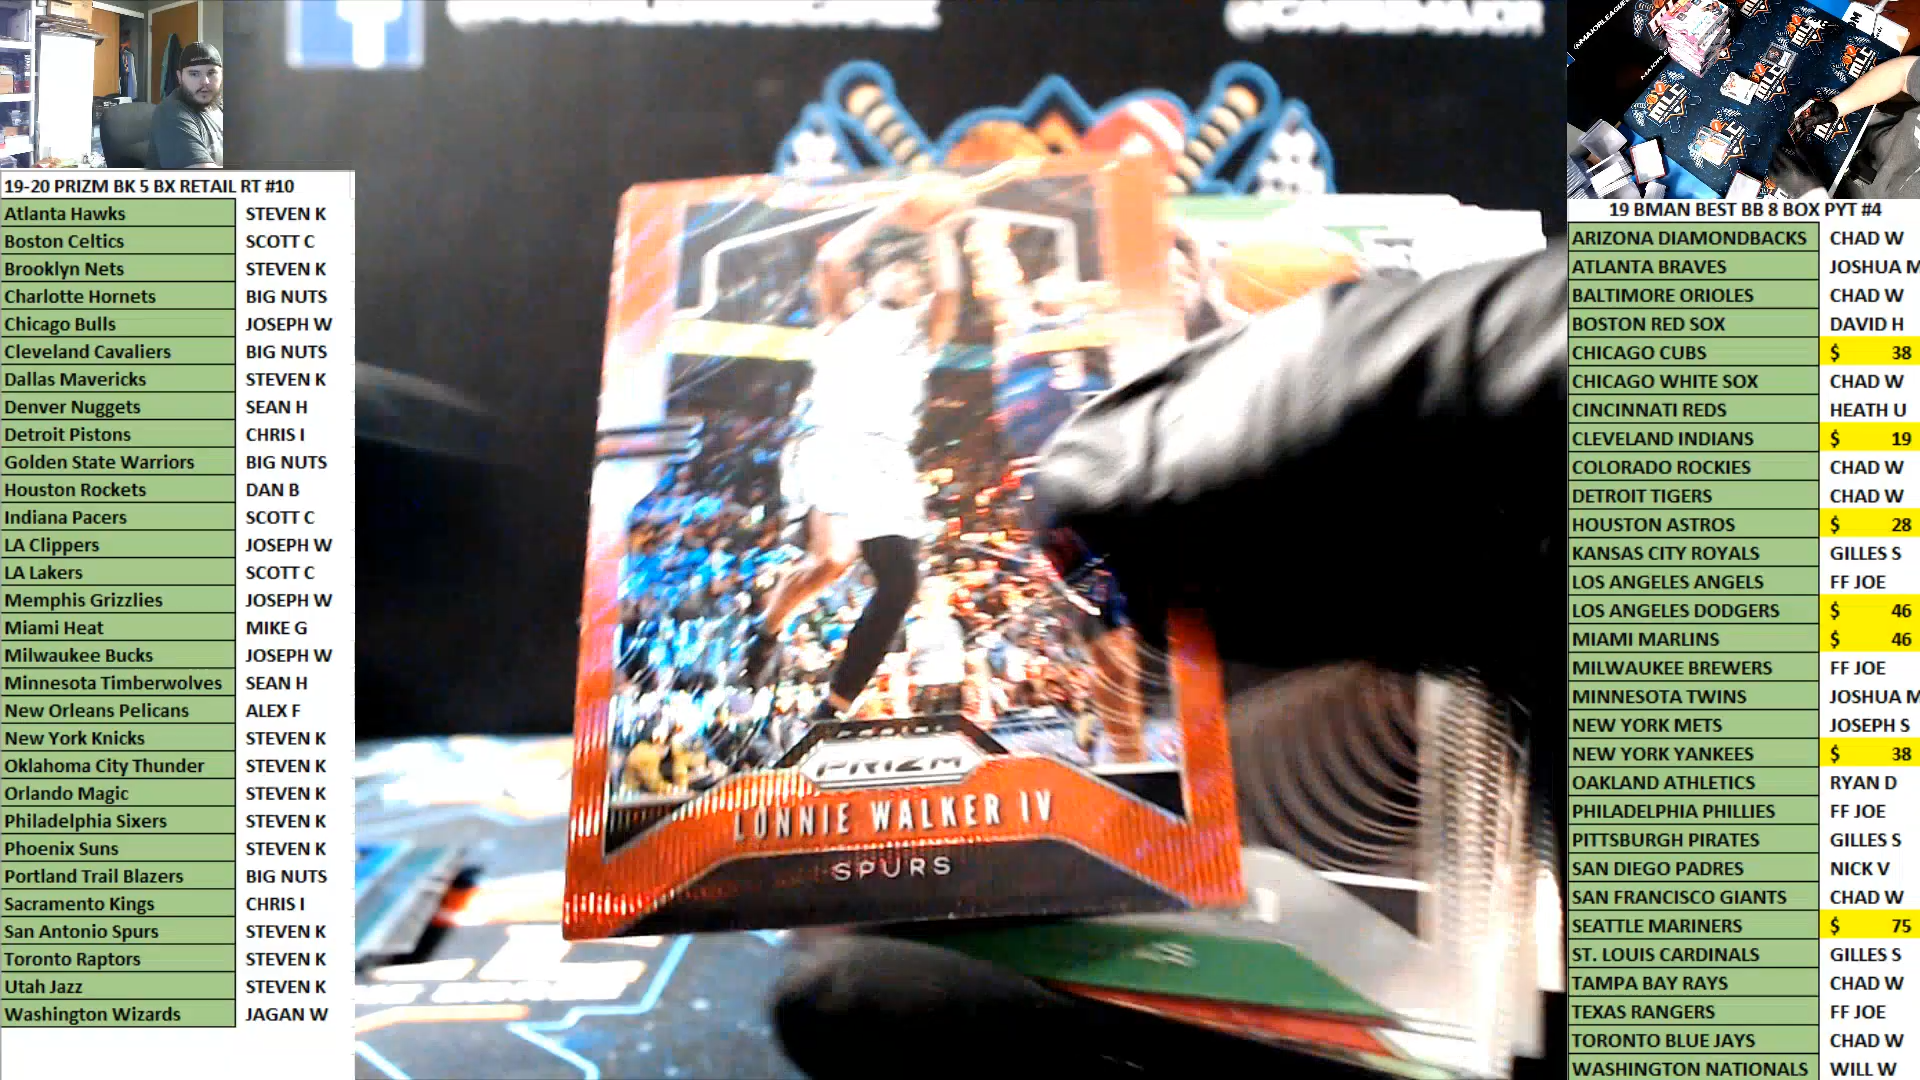 19-20 PRIZM BK 5 BX RETAIL RT #10
Atlanta Hawks STEVEN K
Boston Celtics SCOTT C
Brooklyn Nets STEVEN K
Charlotte Hornets BIG NUTS
Chicago Bulls JOSEPH W
Cleveland Cavaliers BIG NUTS
Dallas Mavericks STEVEN K
Denver Nuggets SEAN H
Detroit Pistons CHRIS I
Golden State Warriors BIG NUTS
Houston Rockets DAN B
Indiana Pacers SCOTT C
LA Clippers JOSEPH W
LA Lakers SCOTT C
Memphis Grizzlies JOSEPH W
Miami Heat MIKE G
Milwaukee Bucks JOSEPH W
Minnesota Timberwolves SEAN H
New Orleans Pelicans ALEX F
New York Knicks STEVEN K
Oklahoma City Thunder STEVEN K
Orlando Magic STEVEN K
Philadelphia Sixers STEVEN K
Phoenix Suns STEVEN K
Portland Trail Blazers BIG NUTS
Sacramento Kings CHRIS I
San Antonio Spurs STEVEN K
Toronto Raptors STEVEN K
Utah Jazz STEVEN K
Washington Wizards JAGAN W
PANINI
PRIZM
LONNIE WALKER IV
SPURS
19 BMAN BEST BB 8 BOX PYT #4
ARIZONA DIAMONDBACKS CHAD W
ATLANTA BRAVES JOSHUA M
BALTIMORE ORIOLES CHAD W
BOSTON RED SOX DAVID H
CHICAGO CUBS $ 38
CHICAGO WHITE SOX CHAD W
CINCINNATI REDS HEATH U
CLEVELAND INDIANS $ 19
COLORADO ROCKIES CHAD W
DETROIT TIGERS CHAD W
HOUSTON ASTROS $ 28
KANSAS CITY ROYALS GILLES S
LOS ANGELES ANGELS FF JOE
LOS ANGELES DODGERS $ 46
MIAMI MARLINS $ 46
MILWAUKEE BREWERS FF JOE
MINNESOTA TWINS JOSHUA M
NEW YORK METS JOSEPH S
NEW YORK YANKEES $ 38
OAKLAND ATHLETICS RYAN D
PHILADELPHIA PHILLIES FF JOE
PITTSBURGH PIRATES GILLES S
SAN DIEGO PADRES NICK V
SAN FRANCISCO GIANTS CHAD W
SEATTLE MARINERS $ 75
ST. LOUIS CARDINALS GILLES S
TAMPA BAY RAYS CHAD W
TEXAS RANGERS FF JOE
TORONTO BLUE JAYS CHAD W
WASHINGTON NATIONALS WILL W